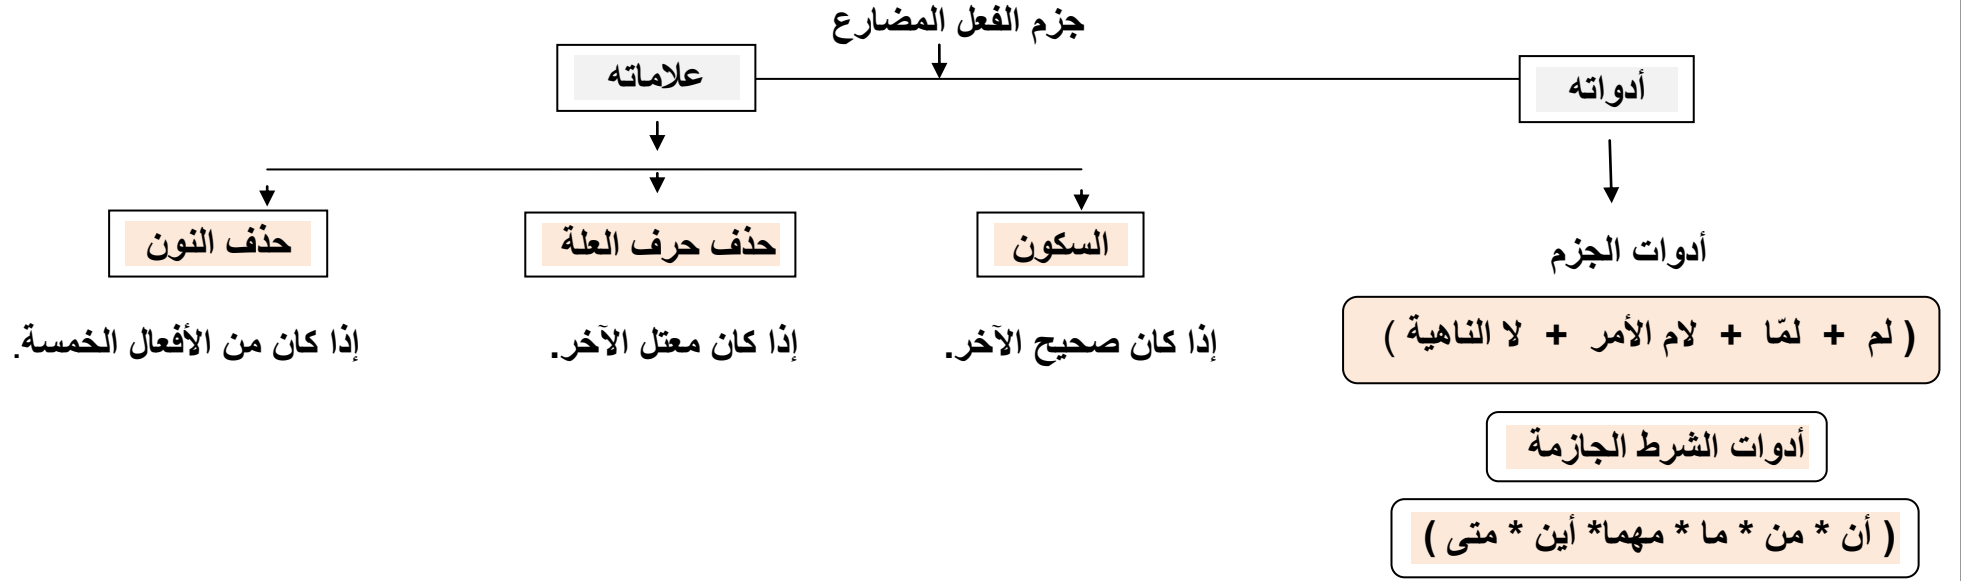 جزم الفعل المضارع
أدواته
علاماته
أدوات الجزم
( لم + لمّا + لام الأمر + لا الناهية )
أدوات الشرط الجازمة
( أن * من * ما * مهما* أين * متى )
السكون
إذا كان صحيح الآخر.
حذف حرف العلة
إذا كان معتل الآخر.
حذف النون
إذا كان من الأفعال الخمسة.